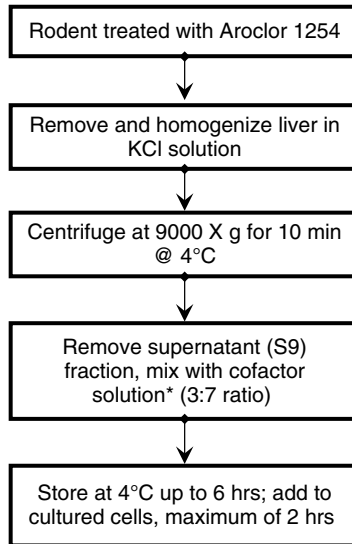 Rodent treated with Aroclor 1254
Remove and homogenize liver in
KCl solution
Centrifuge at 9000 X g for 10 min
@ 4°C
Remove supernatant (S9)
fraction, mix with cofactor
solution* (3:7 ratio)
Store at 4°C up to 6 hrs; add to
cultured cells, maximum of 2 hrs